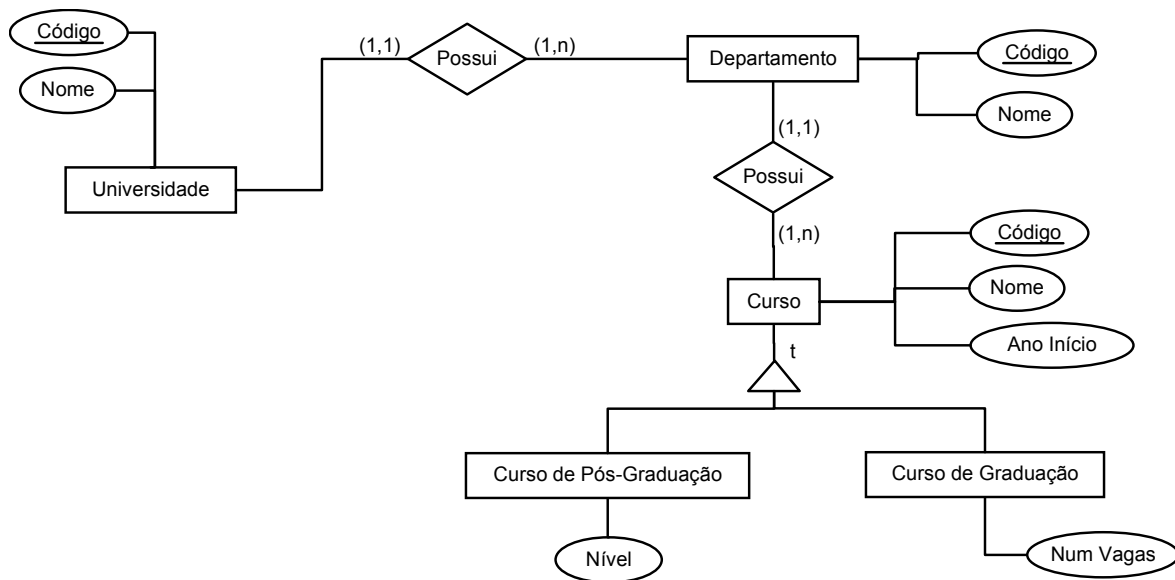 Código
Nome
Universidade
(1,1)
Possui
(1,n)
Departamento
Código
Nome
(1,1)
Possui
(1,n)
Curso
Código
Nome
Ano Início
t
Curso de Pós-Graduação
Curso de Graduação
Nível
Num Vagas